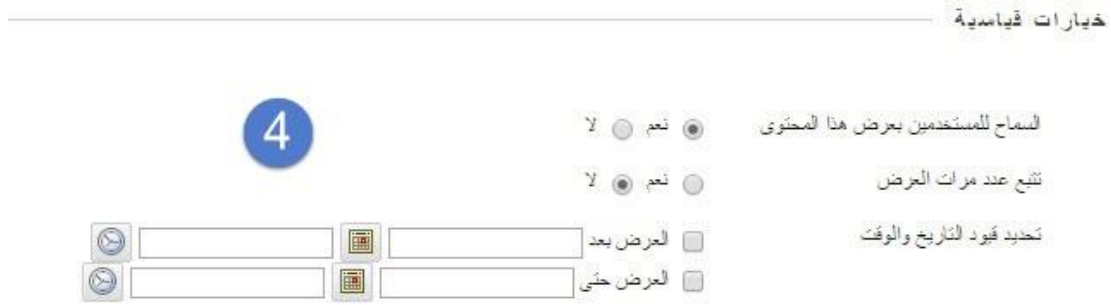 خيارات قياسية
4
السماح للمستخدمين بعرض هذا المحتوى نعم لا
تتبع عدد مرات العرض نعم لا
تحديد قيود التاريخ والوقت العرض بعد
العرض حتى